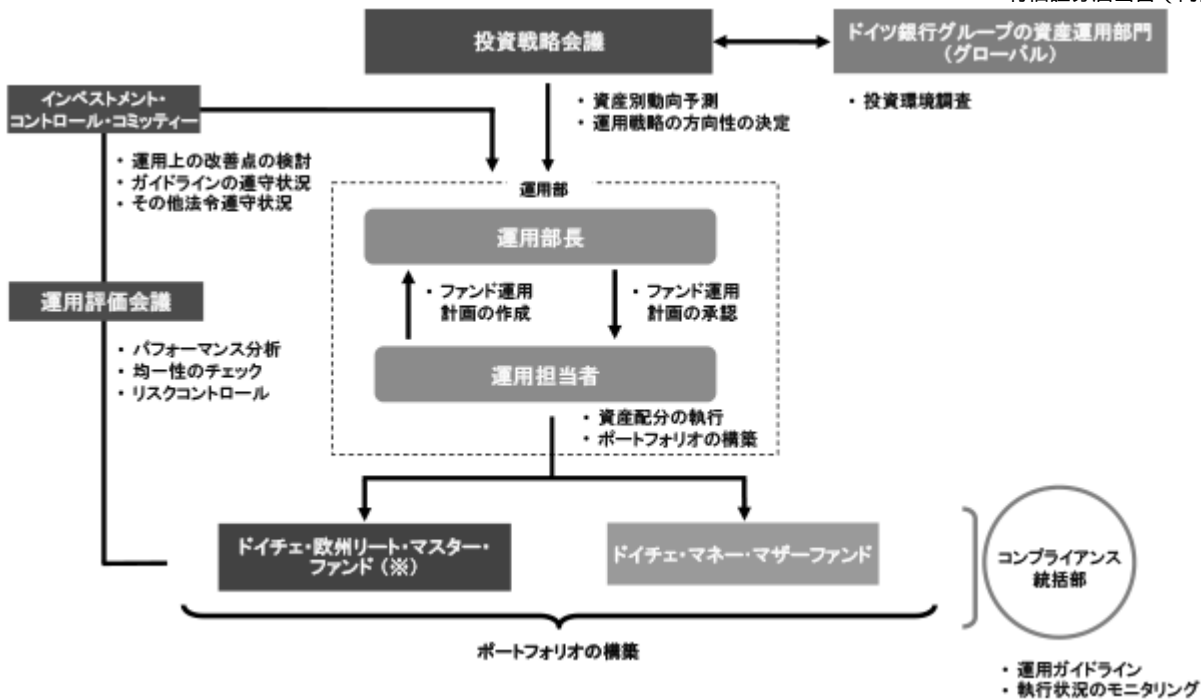 投資戦略会議
ドイツ銀行グループの資産運用部門
(グローバル)
・ 資産別動向予測
・ 運用戦略の方向性の決定
・ 投資環境調査
インベストメント・
コントロール・コミッティー
・ 運用上の改善点の検討
・ ガイドラインの遵守状況
・ その他法令遵守状況
運用部
運用部長
・ ファンド運用
計画の作成
・ ファンド運用
計画の承認
運用評価会議
・ パフォーマンス分析
・ 均一性のチェック
・ リスクコントロール
運用担当者
・ 資産配分の執行
・ ポートフォリオの構築
ドイチェ・欧州リート・マスター・
ファンド (※)
ドイチェ・マネー・マザーファンド
コンプライアンス
統括部
ポートフォリオの構築
・ 運用ガイドライン
・ 執行状況のモニタリング